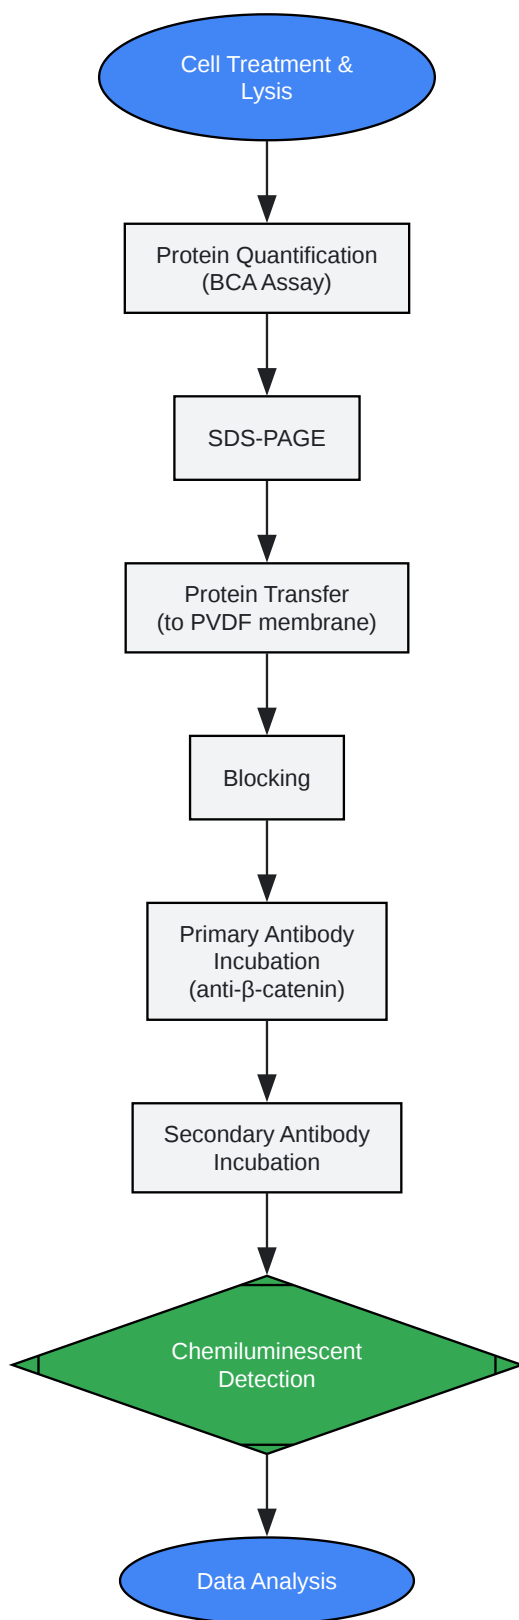 Cell Treatment &
Lysis
Protein Quantification
(BCA Assay)
SDS-PAGE
Protein Transfer
(to PVDF membrane)
Blocking
Primary Antibody
Incubation
(anti-β-catenin)
Secondary Antibody
Incubation
Chemiluminescent
Detection
Data Analysis